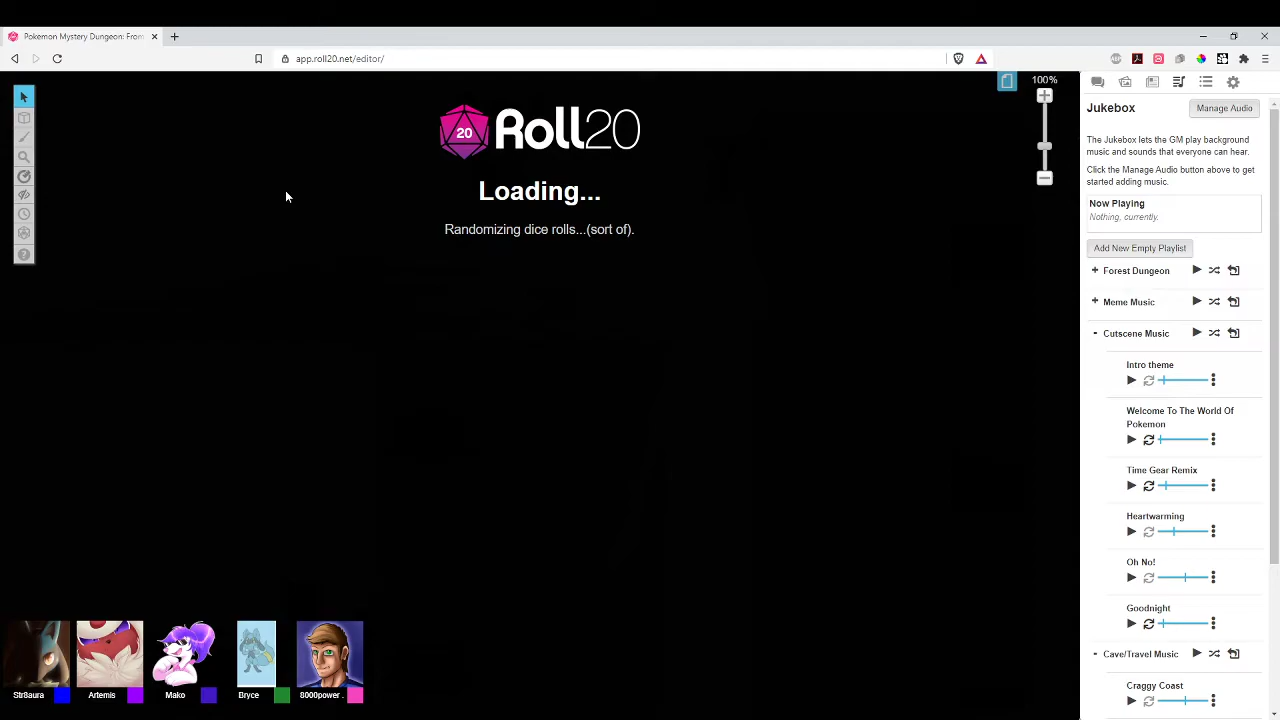 Pokemon Mystery Dungeon: Fron
app.roll20.net/editor/
100%
20
Roll20
Loading...
Randomizing dice rolls...(sort of).
Jukebox
Manage Audio
The Jukebox lets the GM play background
music and sounds that everyone can hear.
Click the Manage Audio button above to get
started adding music.
Now Playing
Nothing, currently.
Add New Empty Playlist
+ Forest Dungeon
+ Meme Music
- Cutscene Music
Intro theme
Welcome To The World Of
Pokemon
Time Gear Remix
Heartwarming
Oh No!
Goodnight
- Cave/Travel Music
Craggy Coast
Str8aura
Artemis
Mako
Bryce
8000power .